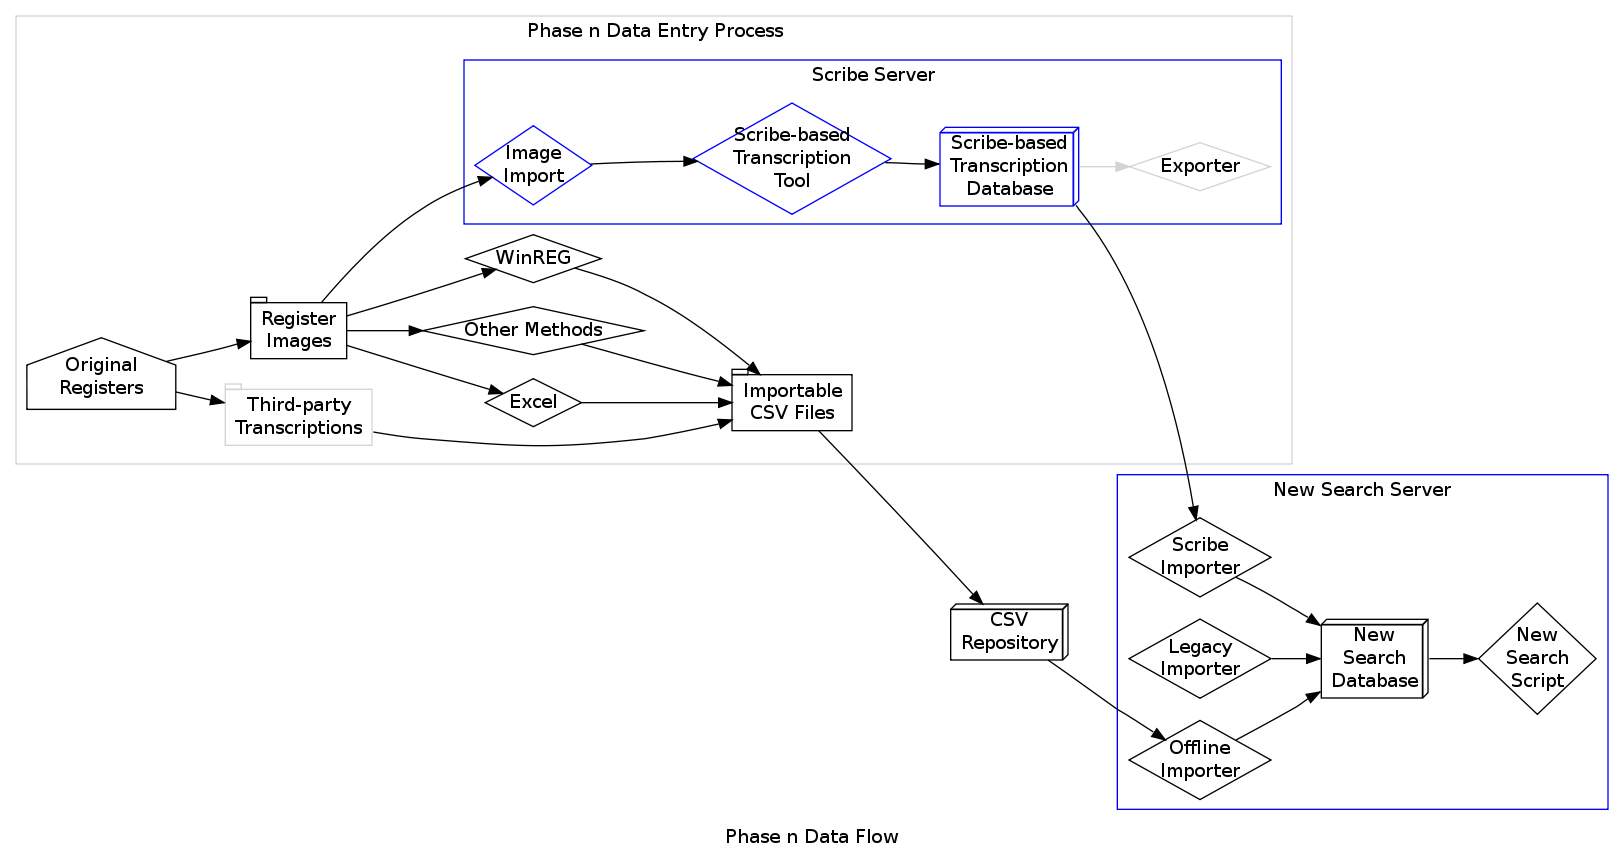 Phase n Data Entry Process
Scribe Server
Image
Import
Scribe-based
Transcription
Tool
Scribe-based
Transcription
Database
Exporter
WinREG
Register
Images
Other Methods
Original
Registers
Third-party
Transcriptions
Excel
Importable
CSV Files
New Search Server
Scribe
Importer
CSV
Repository
Legacy
Importer
New
Search
Database
New
Search
Script
Offline
Importer
Phase n Data Flow